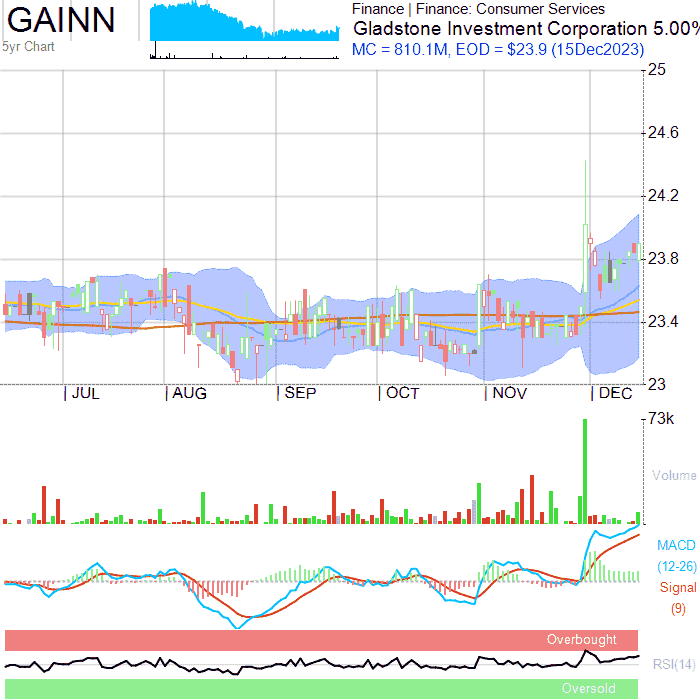 GAINN
5yr Chart
Finance | Finance: Consumer Services
Gladstone Investment Corporation 5.00%
MC = 810.1M, EOD = $23.9 (15Dec2023)
25
24.6
24.2
23.8
23.4
23
JUL
AUG
SEP
OCT
NOV
DEC
73k
Volume
MACD
(12-26)
Signal
(9)
Overbought
RSI(14)
Oversold